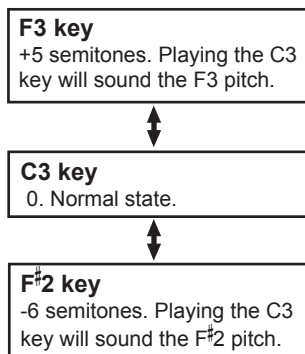 F3 key
+5 semitones. Playing the C3
key will sound the F3 pitch.
C3 key
0. Normal state.
F#2 key
-6 semitones. Playing the C3
key will sound the F#2 pitch.